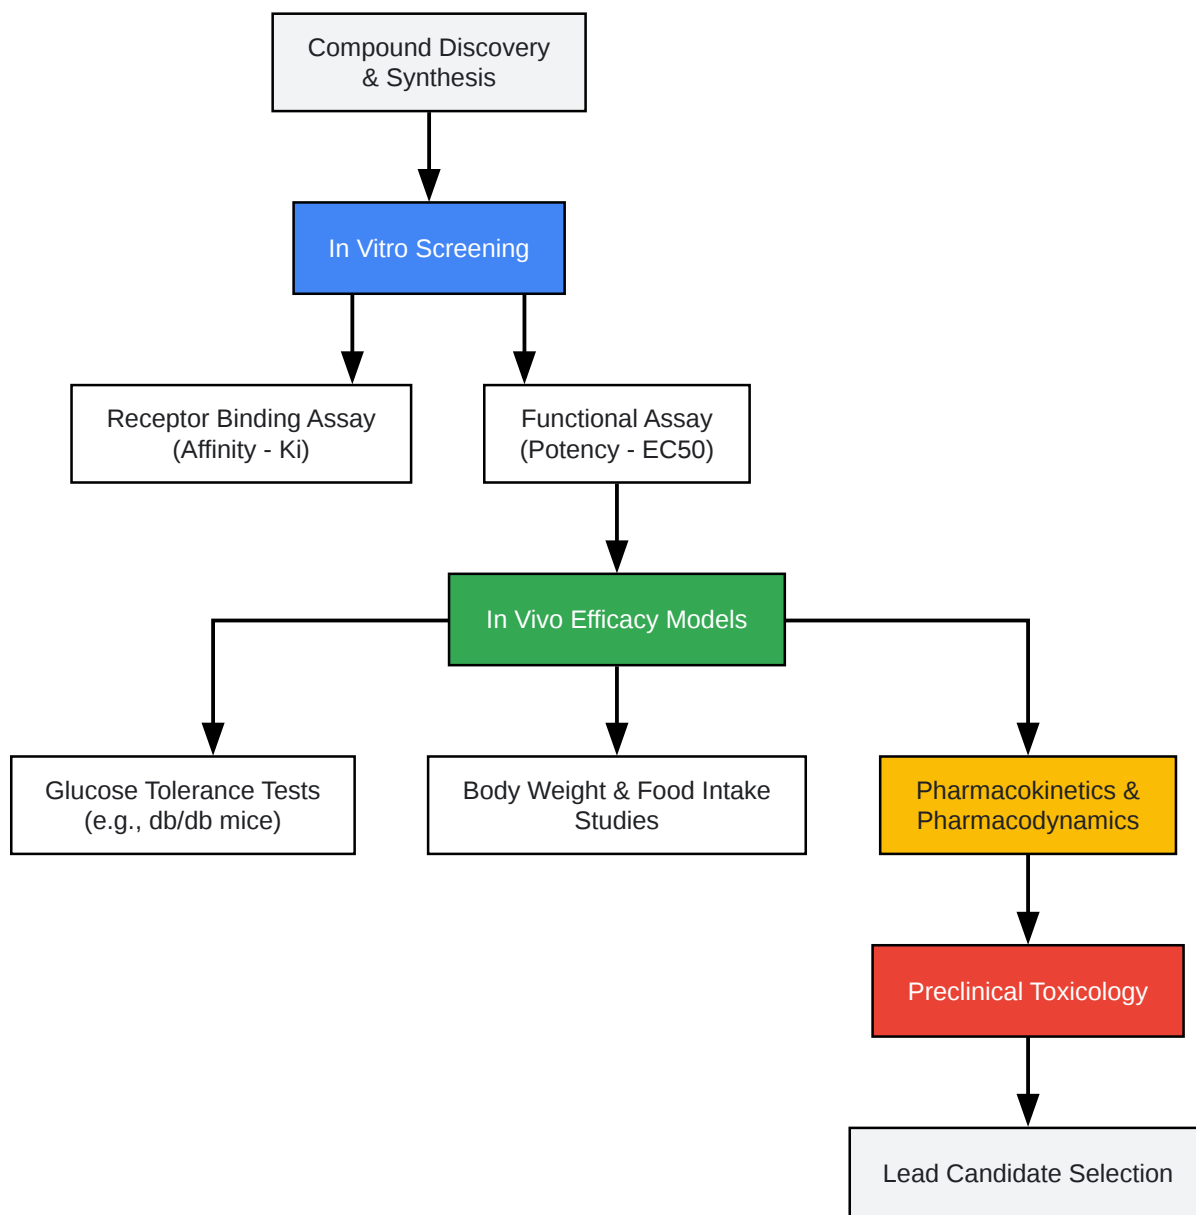 Compound Discovery
& Synthesis
In Vitro Screening
Receptor Binding Assay
(Affinity - Ki)
Functional Assay
(Potency - EC50)
In Vivo Efficacy Models
Glucose Tolerance Tests
(e.g., db/db mice)
Body Weight & Food Intake
Studies
Pharmacokinetics &
Pharmacodynamics
Preclinical Toxicology
Lead Candidate Selection